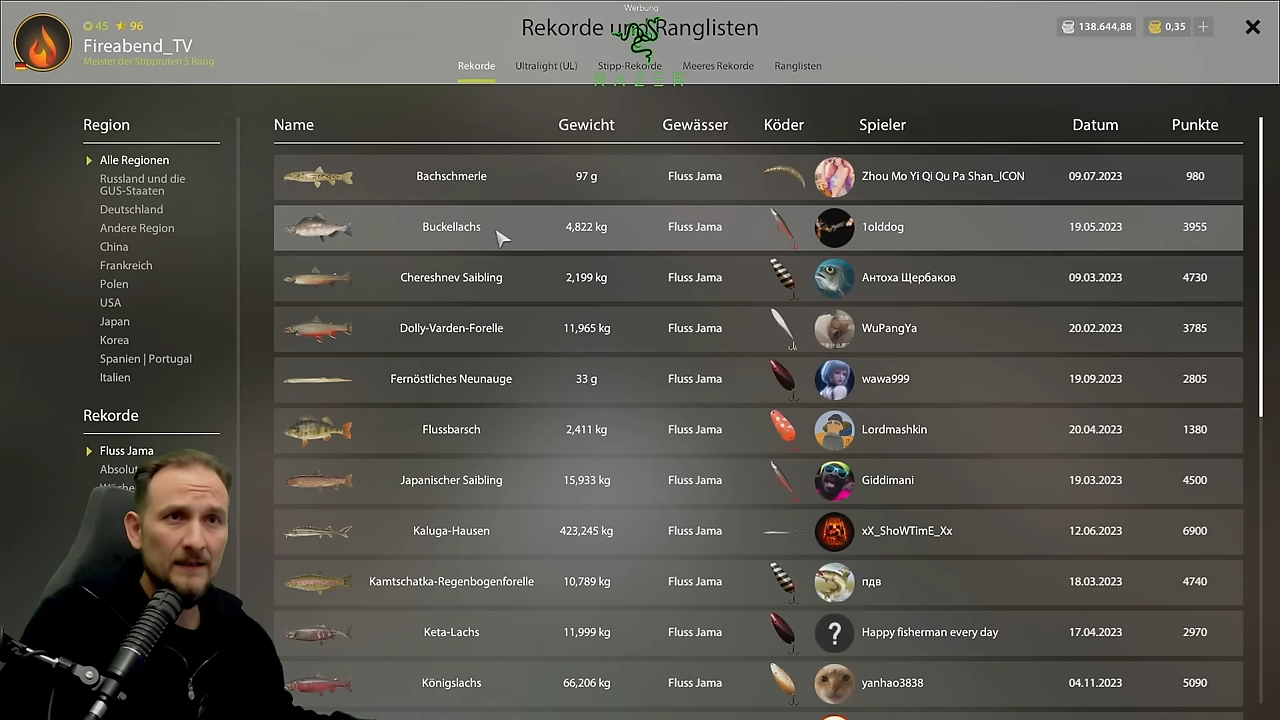 Werbung
45 96
Fireabend_TV
Meister der Stippruten 5 Rang
Rekorde und Ranglisten
RAZER
138.644,88
0,35
Rekorde
Ultralight (UL)
Stipp-Rekorde
Meeres Rekorde
Ranglisten
Region
Alle Regionen
Russland und die
GUS-Staaten
Deutschland
Andere Region
China
Frankreich
Polen
USA
Japan
Korea
Spanien | Portugal
Italien
Rekorde
Fluss Jama
Name Gewicht Gewässer Köder Spieler Datum Punkte
Bachschmerle 97 g Fluss Jama Zhou Mo Yi Qi Qu Pa Shan_ICON 09.07.2023 980
Buckellachs 4,822 kg Fluss Jama 1olddog 19.05.2023 3955
Chereshnev Saibling 2,199 kg Fluss Jama Антоха Щербаков 09.03.2023 4730
Dolly-Varden-Forelle 11,965 kg Fluss Jama WuPangYa 20.02.2023 3785
Fernöstliches Neunauge 33 g Fluss Jama wawa999 19.09.2023 2805
Flussbarsch 2,411 kg Fluss Jama Lordmashkin 20.04.2023 1380
Japanischer Saibling 15,933 kg Fluss Jama Giddimani 19.03.2023 4500
Kaluga-Hausen 423,245 kg Fluss Jama xX_ShoWTimE_Xx 12.06.2023 6900
Kamtschatka-Regenbogenforelle 10,789 kg Fluss Jama пдв 18.03.2023 4740
Keta-Lachs 11,999 kg Fluss Jama ? Happy fisherman every day 17.04.2023 2970
Königslachs 66,206 kg Fluss Jama yanhao3838 04.11.2023 5090